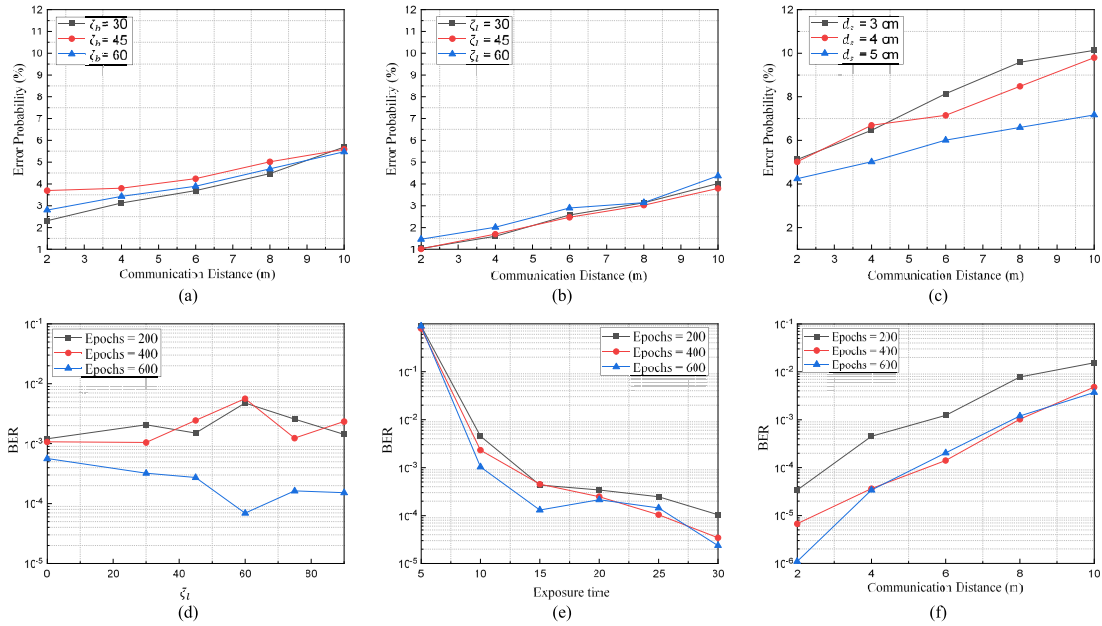 12
11
10
9
8
7
6
5
4
3
2
1
Error Probability (%)
ζb = 30
ζb = 45
ζb = 60
2 3 4 5 6 7 8 9 10
Communication Distance (m)
(a)
12
11
10
9
8
7
6
5
4
3
2
1
Error Probability (%)
ζl = 30
ζl = 45
ζl = 60
2 3 4 5 6 7 8 9 10
Communication Distance (m)
(b)
12
10
8
6
4
2
Error Probability (%)
ds = 3 cm
ds = 4 cm
ds = 5 cm
2 3 4 5 6 7 8 9 10
Communication Distance (m)
(c)
10-1
10-2
10-3
10-4
10-5
BER
Epochs = 200
Epochs = 400
Epochs = 600
0 20 40 60 80
ζl
(d)
10-1
10-2
10-3
10-4
10-5
10-6
BER
Epochs = 200
Epochs = 400
Epochs = 600
5 10 15 20 25 30
Exposure time
(e)
10-1
10-2
10-3
10-4
10-5
10-6
BER
Epochs = 200
Epochs = 400
Epochs = 600
2 4 6 8 10
Communication Distance (m)
(f)